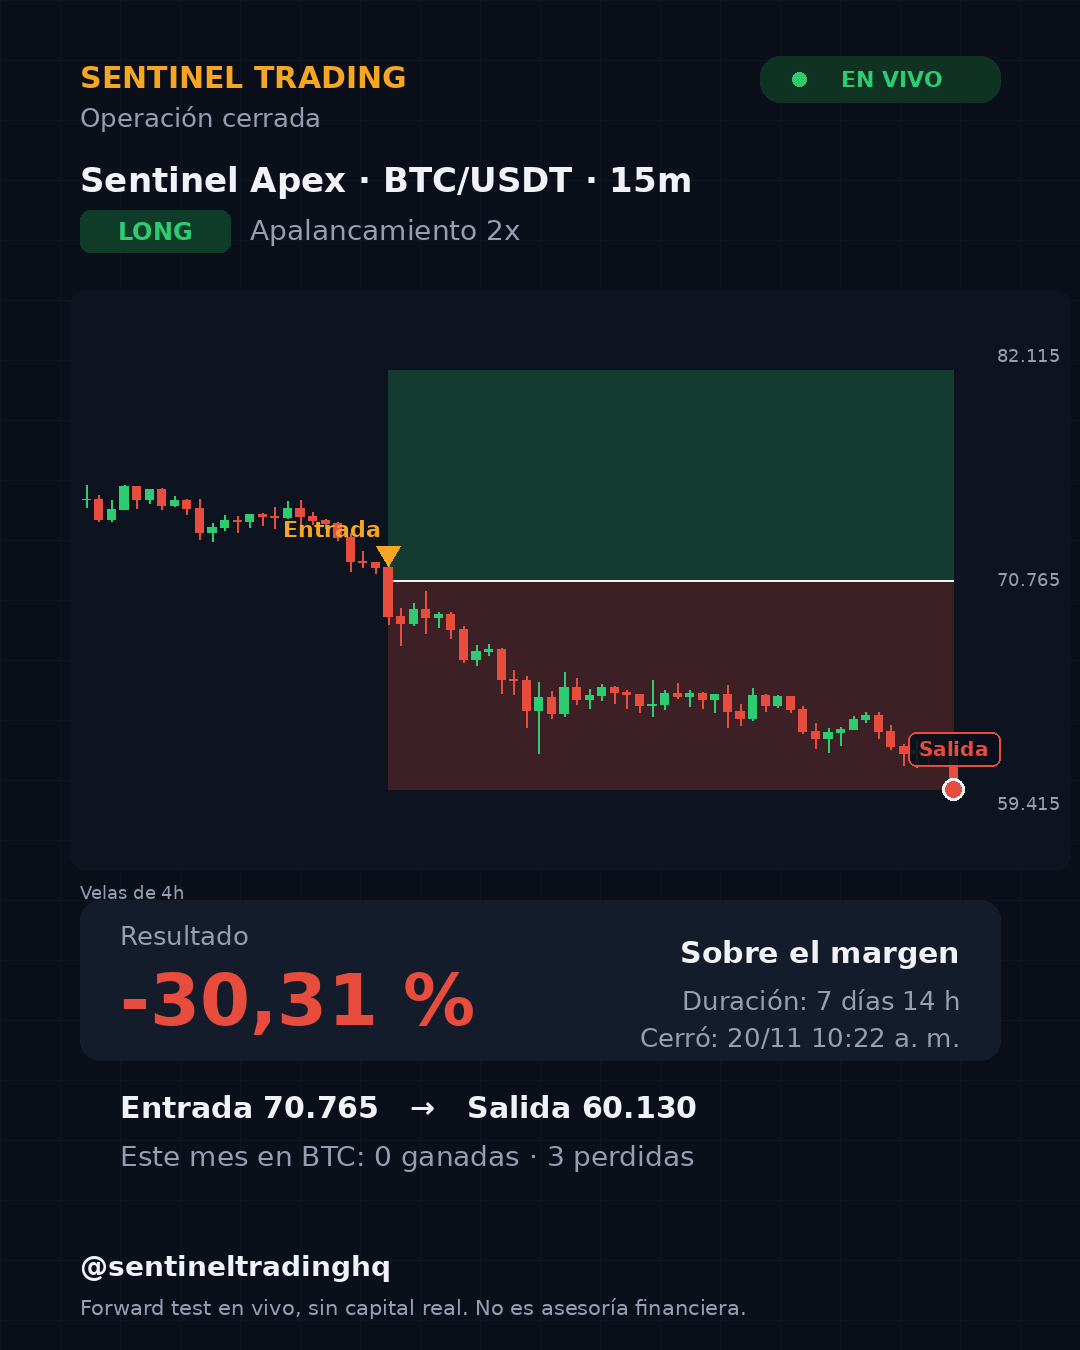 SENTINEL TRADING
EN VIVO
Operación cerrada
Sentinel Apex · BTC/USDT · 15m
LONG
Apalancamiento 2x
82.115
Entrada
70.765
Salida
59.415
Velas de 4h
Resultado
-30,31 %
Sobre el margen
Duración: 7 días 14 h
Cerró: 20/11 10:22 a. m.
Entrada 70.765 → Salida 60.130
Este mes en BTC: 0 ganadas · 3 perdidas
@sentineltradinghq
Forward test en vivo, sin capital real. No es asesoría financiera.